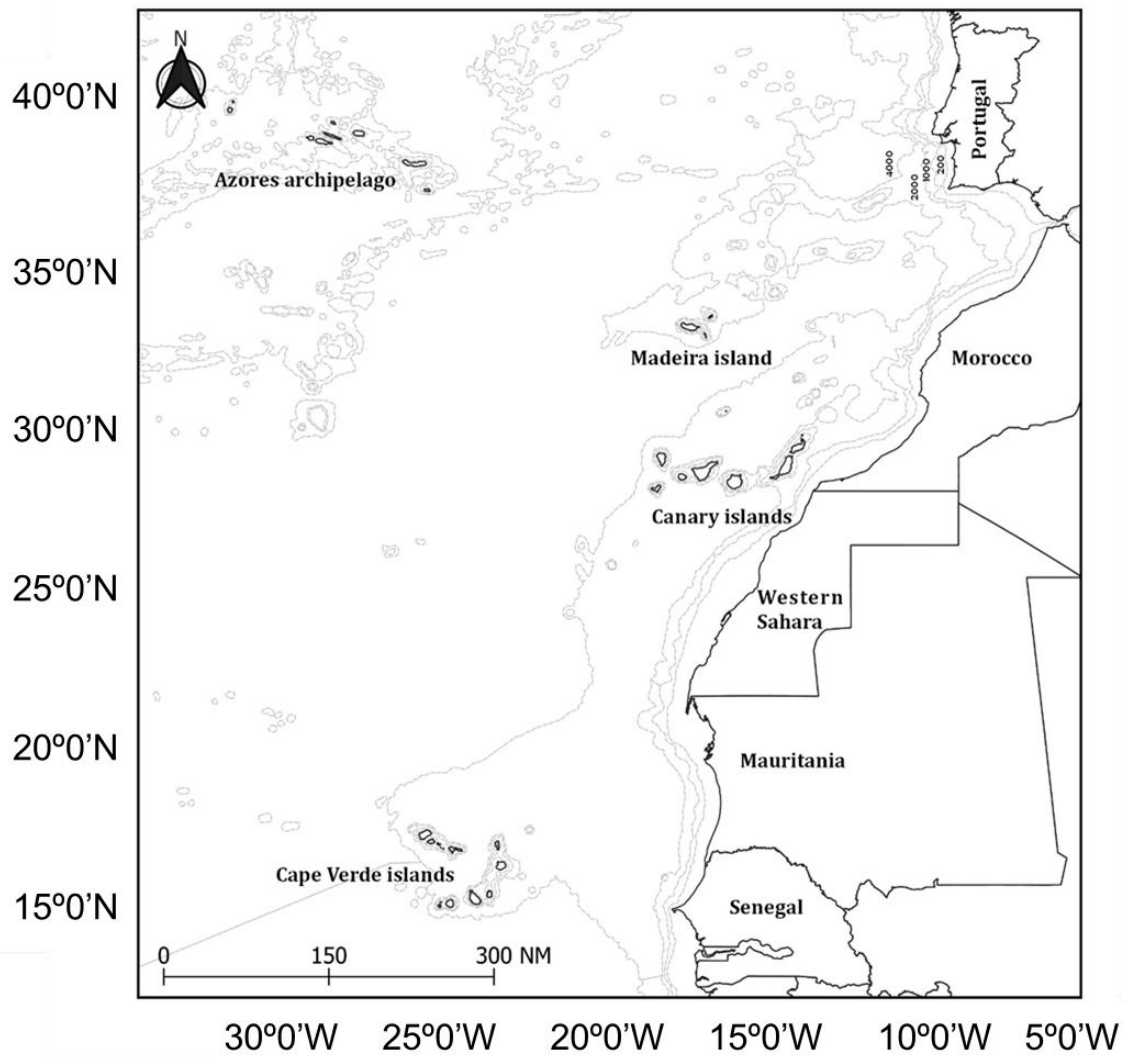 N
40º0’N
Portugal
4000
2000
1000
200
Azores archipelago
35º0’N
Madeira island
Morocco
30º0’N
Canary islands
25º0’N
Western
Sahara
20º0’N
Mauritania
Cape Verde islands
15º0’N
Senegal
0 150 300 NM
30º0’W 25º0’W 20º0’W 15º0’W 10º0’W 5º0’W